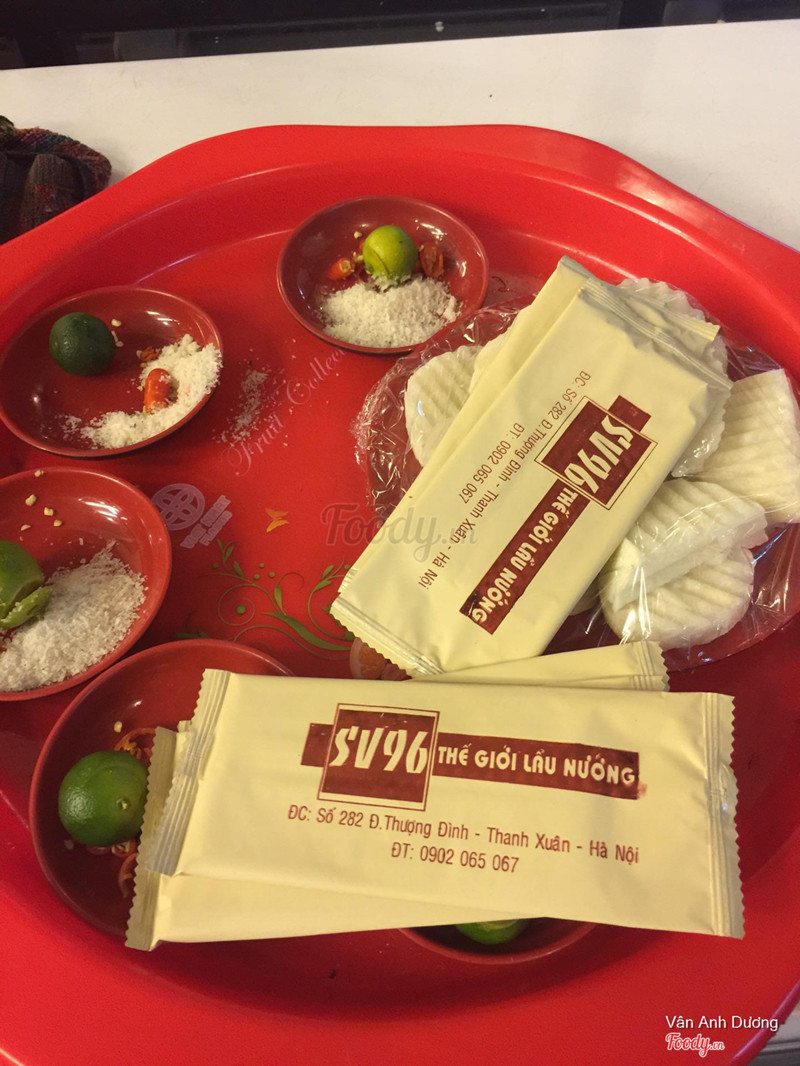 Fruit Collec
ĐC: Số 282 Đ.Thượng Đình - Thanh Xuân - Hà Nội
ĐT: 0902 065 067
SV96 THẾ GIỚI LẨU NƯỚNG
Foody.vn
SV96 THẾ GIỚI LẨU NƯỚNG
ĐC: Số 282 Đ.Thượng Đình - Thanh Xuân - Hà Nội
ĐT: 0902 065 067
Vân Anh Dương
Foody.vn